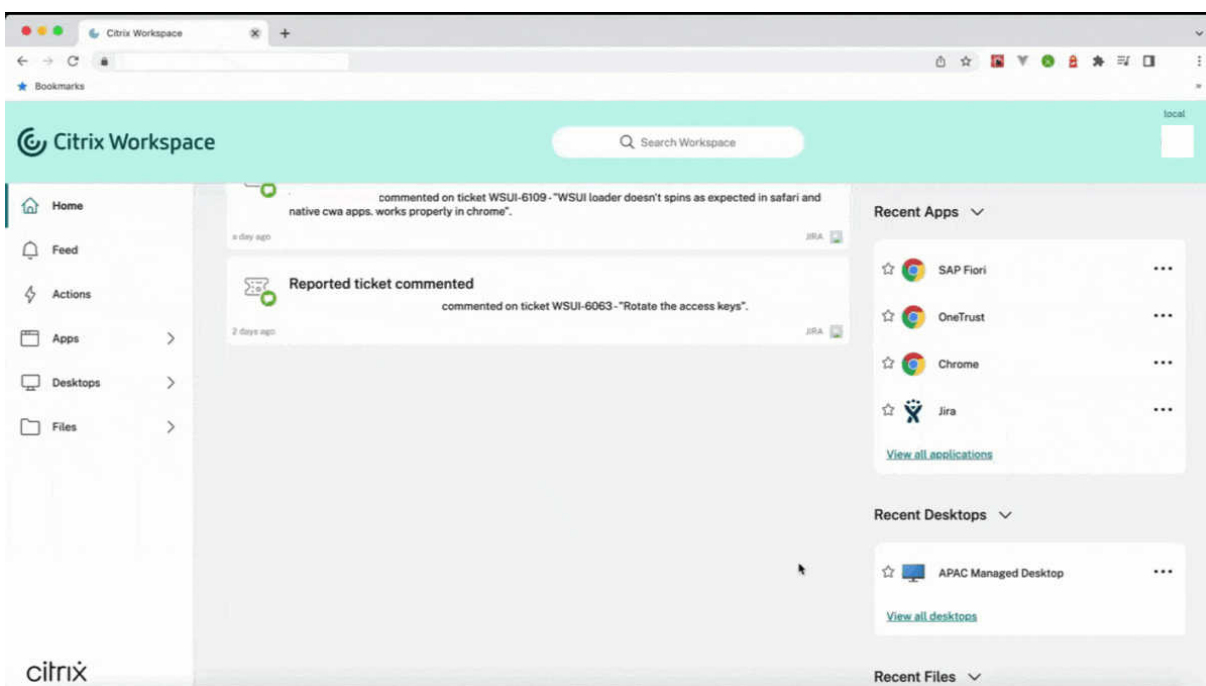 Citrix Workspace
Bookmarks
local
Citrix Workspace
Search Workspace
Home
Feed
Actions
Apps
Desktops
Files
citrix
commented on ticket WSUI-6109-"WSUI loader doesn't spins as expected in safari and
native cwa apps. works properly in chrome".
a day ago
JIRA
Reported ticket commented
commented on ticket WSUI-6063-"Rotate the access keys".
2 days ago
JIRA
Recent Apps
SAP Fiori
OneTrust
Chrome
Jira
View all applications
Recent Desktops
APAC Managed Desktop
View all desktops
Recent Files